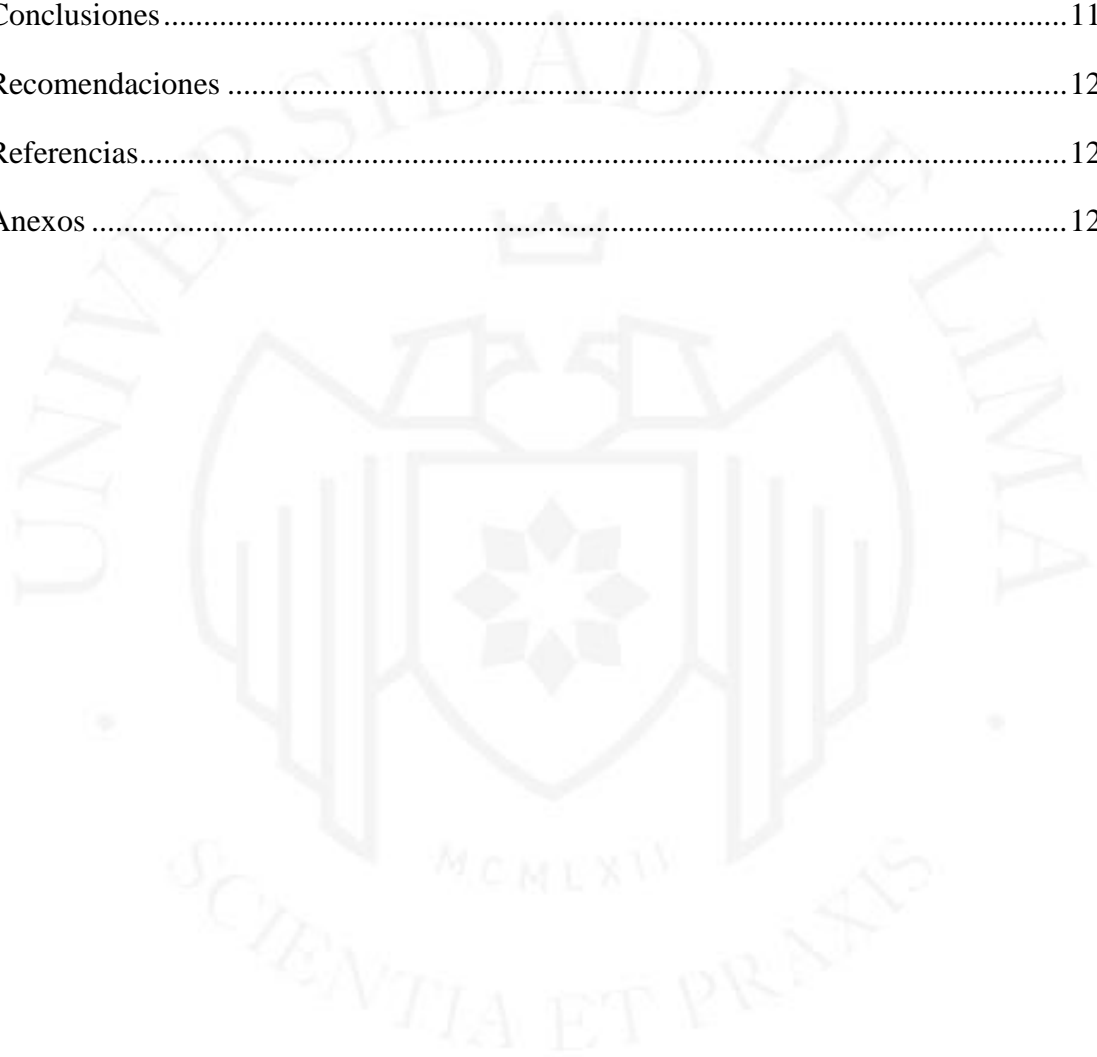 Conclusiones.......................................................................................................11
Recomendaciones ................................................................................................12
Referencias..........................................................................................................12
Anexos ................................................................................................................12
UNIVERSIDAD DE LIMA
MCMLXII
SCIENTIA ET PRAXIS